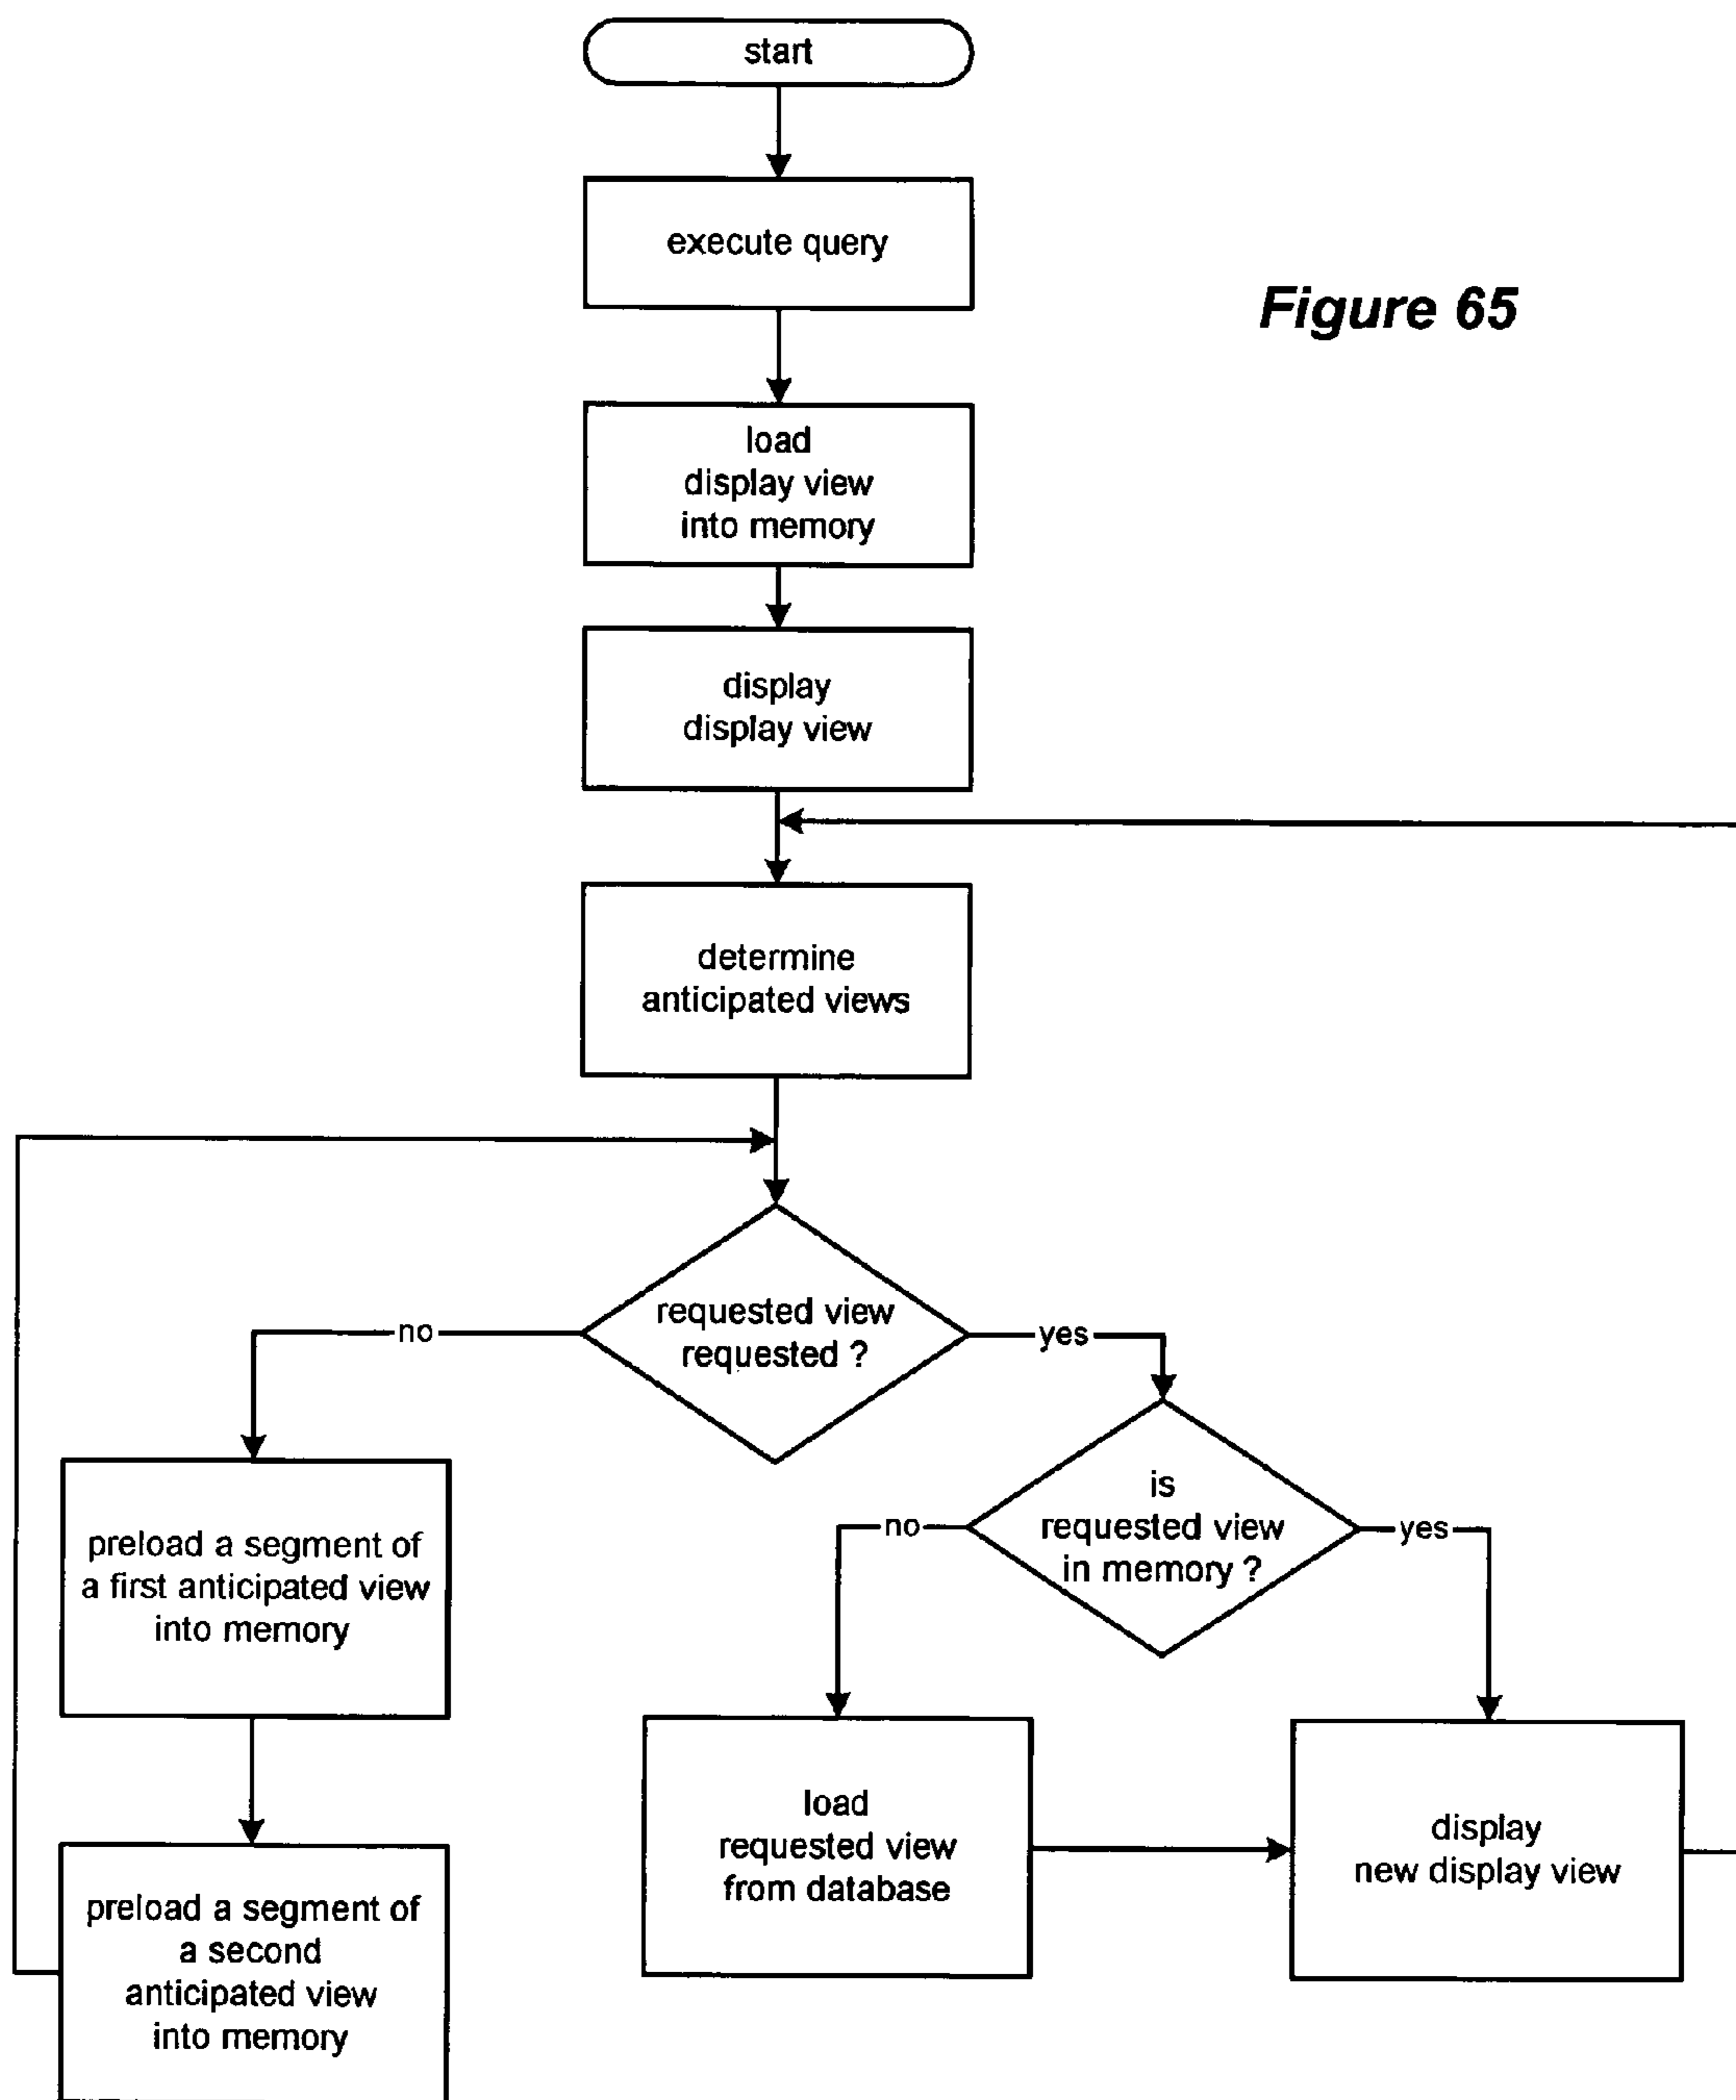 start
execute query
Figure 65
load
display view
into memory
display
display view
determine
anticipated views
requested view
requested ?
no
yes
is
requested view
in memory ?
no
yes
preload a segment of
a first anticipated view
into memory
load
requested view
from database
display
new display view
preload a segment of
a second
anticipated view
into memory